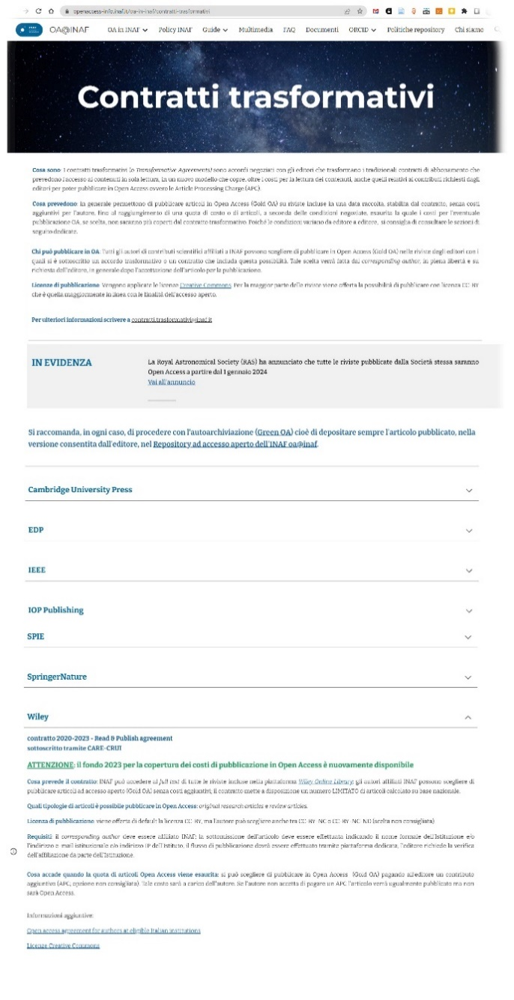 openaccess-info.inaf.it/oa-in-inaf/contratti-trasformativi
OA@INAF OA in INAF Policy INAF Guide Multimedia FAQ Documenti ORCID Politiche repository Chi siamo
Contratti trasformativi
Cosa sono: I contratti trasformativi (o Transformative Agreements) sono accordi negoziati con gli editori che trasformano i tradizionali contratti di abbonamento che
prevedono l'accesso ai contenuti in sola lettura, in un nuovo modello che copre, oltre i costi per la lettura dei contenuti, anche quelli relativi ai contributi richiesti dagli
editori per poter pubblicare in Open Access ovvero le Article Processing Charge (APC).
Cosa prevedono: in generale permettono di pubblicare articoli in Open Access (Gold OA) su riviste incluse in una data raccolta, stabilita dal contratto, senza costi
aggiuntivi per l'autore, fino al raggiungimento di una quota di costo o di articoli, a seconda delle condizioni negoziate, esaurita la quale i costi per l'eventuale
pubblicazione OA, se scelta, non saranno più coperti dal contratto trasformativo. Poiché le condizioni variano da editore a editore, si consiglia di consultare le sezioni di
seguito dedicate.
Chi può pubblicare in OA: Tutti gli autori di contributi scientifici affiliati a INAF possono scegliere di pubblicare in Open Access (Gold OA) nelle riviste degli editori con i
quali si è sottoscritto un accordo trasformativo o un contratto che includa questa possibilità. Tale scelta verrà fatta dal corresponding author, in piena libertà e su
richiesta dell'editore, in generale dopo l'accettazione dell'articolo per la pubblicazione.
Licenze di pubblicazione: Vengono applicate le licenze Creative Commons. Per la maggior parte delle riviste viene offerta la possibilità di pubblicare con licenza CC-BY
che è quella maggiormente in linea con le finalità dell'accesso aperto.
Per ulteriori informazioni scrivere a contratti.trasformativi@inaf.it
IN EVIDENZA
La Royal Astronomical Society (RAS) ha annunciato che tutte le riviste pubblicate dalla Società stessa saranno
Open Access a partire dal 1 gennaio 2024
Vai all'annuncio
Si raccomanda, in ogni caso, di procedere con l'autoarchiviazione (Green OA) cioè di depositare sempre l'articolo pubblicato, nella
versione consentita dall'editore, nel Repository ad accesso aperto dell'INAF oa@inaf.
Cambridge University Press
EDP
IEEE
IOP Publishing
SPIE
SpringerNature
Wiley
contratto 2020-2023 - Read & Publish agreement
sottoscritto tramite CARE-CRUI
ATTENZIONE: il fondo 2023 per la copertura dei costi di pubblicazione in Open Access è nuovamente disponibile
Cosa prevede il contratto: INAF può accedere al full text di tutte le riviste incluse nella piattaforma Wiley Online Library; gli autori affiliati INAF possono scegliere di
pubblicare articoli ad accesso aperto (Gold OA) senza costi aggiuntivi; il contratto mette a disposizione un numero LIMITATO di articoli calcolato su base nazionale.
Quali tipologie di articoli è possibile pubblicare in Open Access: original research articles e review articles.
Licenza di pubblicazione: viene offerta di default la licenza CC-BY, ma l'autore può scegliere anche tra CC-BY-NC o CC-BY-NC-ND (scelta non consigliata)
Requisiti: il corresponding author deve essere affiliato INAF; la sottomissione dell'articolo deve essere effettuata indicando il nome formale dell'Istituzione e/o
l'indirizzo e-mail istituzionale e/o indirizzo IP dell'Istituto, il flusso di pubblicazione dovrà essere effettuato tramite piattaforma dedicata, l'editore richiede la verifica
dell'affiliazione da parte dell'Istituzione.
Cosa accade quando la quota di articoli Open Access viene esaurita: si può scegliere di pubblicare in Open Access (Gold OA) pagando all'editore un contributo
aggiuntivo (APC; opzione non consigliata). Tale costo sarà a carico dell'autore. Se l'autore non accetta di pagare un APC l'articolo verrà ugualmente pubblicato ma non
sarà Open Access.
Informazioni aggiuntive:
Open access agreement for authors at eligible Italian institutions
Licenze Creative Commons